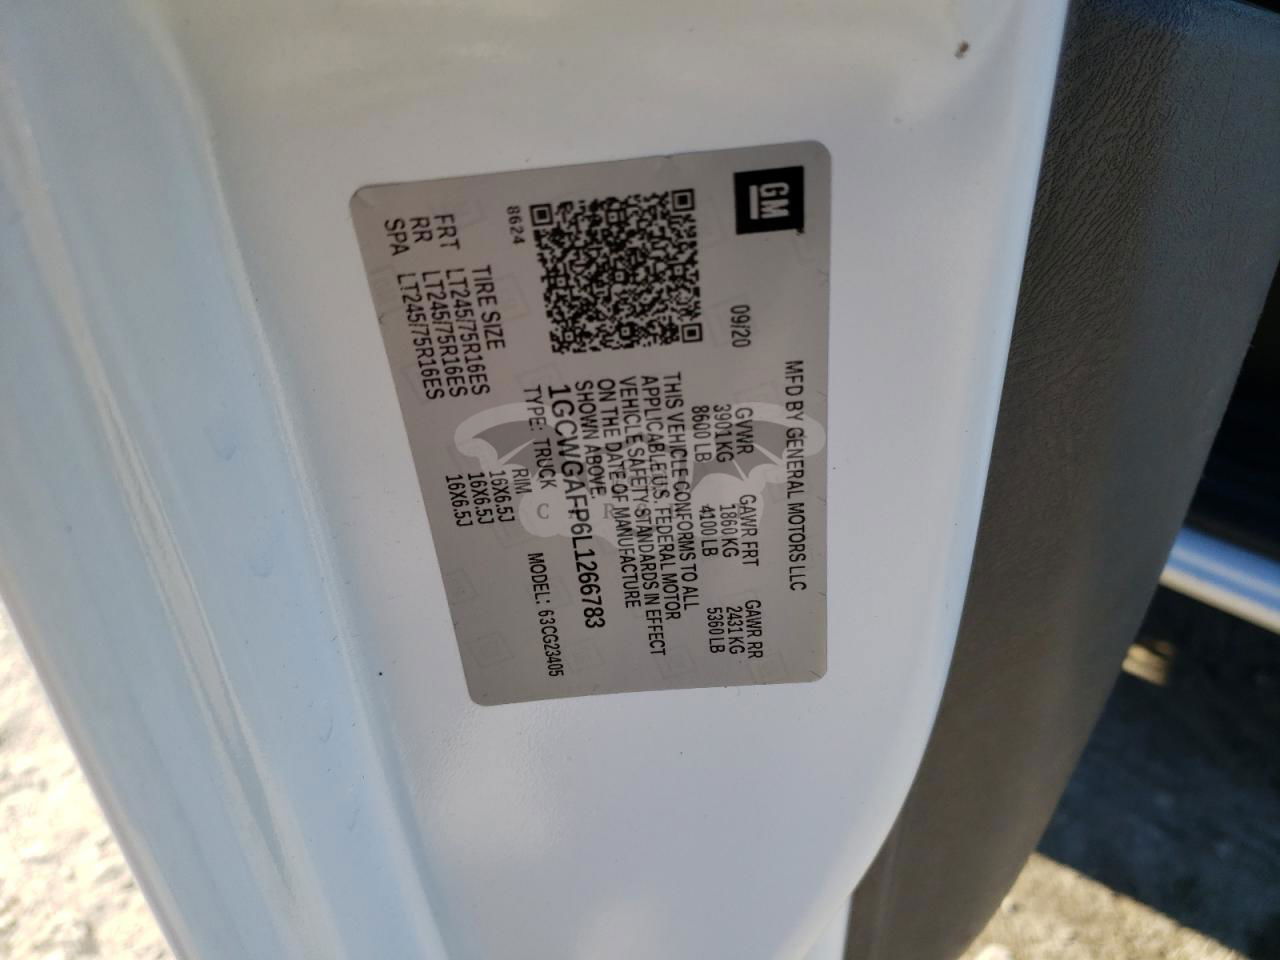 GM
MFD BY GENERAL MOTORS LLC
09/20
GVWR GAWR FRT GAWR RR
3901 KG 1860 KG 2431 KG
8600 LB 4100 LB 5360 LB
THIS VEHICLE CONFORMS TO ALL
APPLICABLE U.S. FEDERAL MOTOR
VEHICLE SAFETY STANDARDS IN EFFECT
ON THE DATE OF MANUFACTURE
SHOWN ABOVE.
1GCWGAFP6L1266783
TYPE: TRUCK MODEL: 63CG23405
8624
TIRE SIZE RIM
FRT LT245/75R16ES 16X6.5J
RR LT245/75R16ES 16X6.5J
SPA LT245/75R16ES 16X6.5J